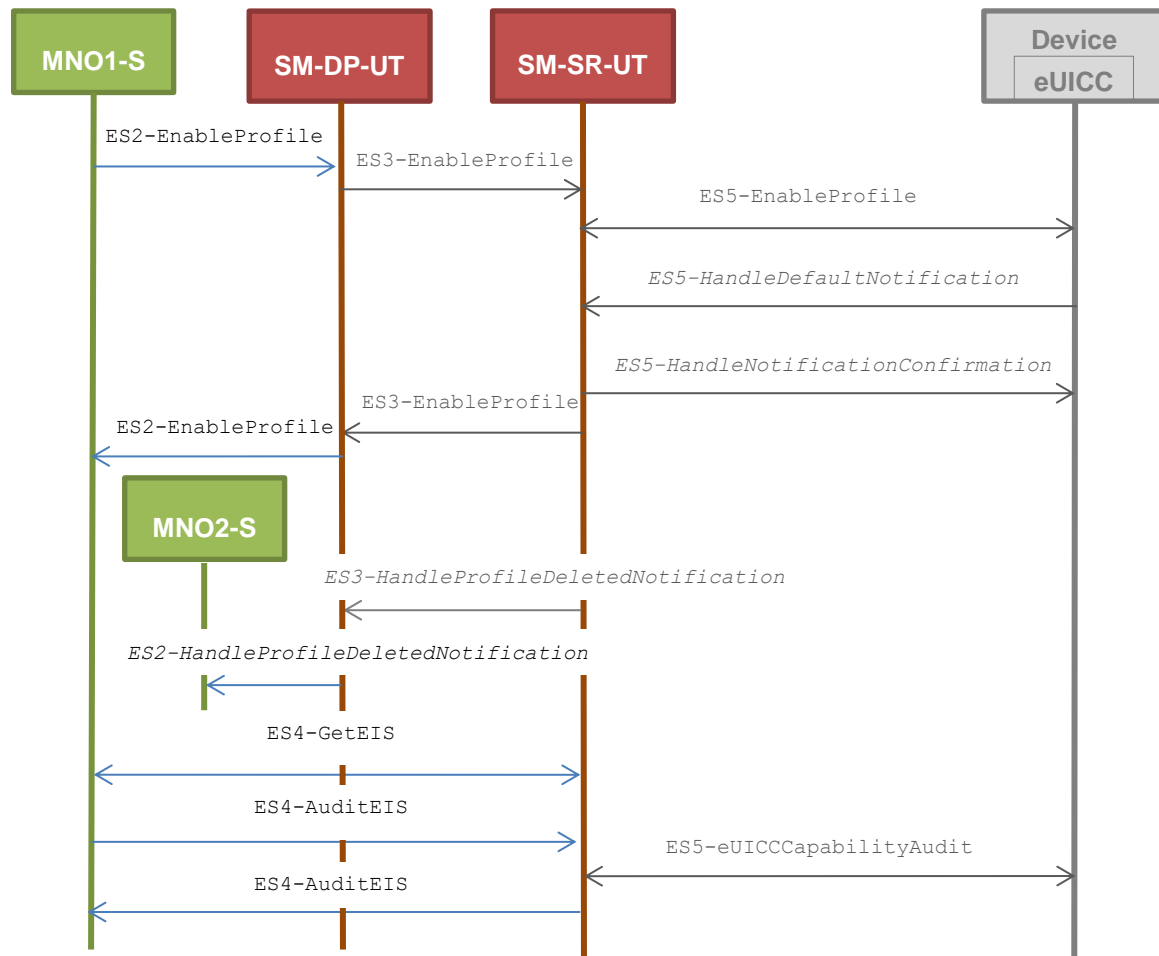 MNO1-S
SM-DP-UT
SM-SR-UT
Device
eUICC
ES2-EnableProfile
ES3-EnableProfile
ES5-EnableProfile
ES5-HandleDefaultNotification
ES5-HandleNotificationConfirmation
ES3-EnableProfile
ES2-EnableProfile
MNO2-S
ES3-HandleProfileDeletedNotification
ES2-HandleProfileDeletedNotification
ES4-GetEIS
ES4-AuditEIS
ES5-eUICCCapabilityAudit
ES4-AuditEIS